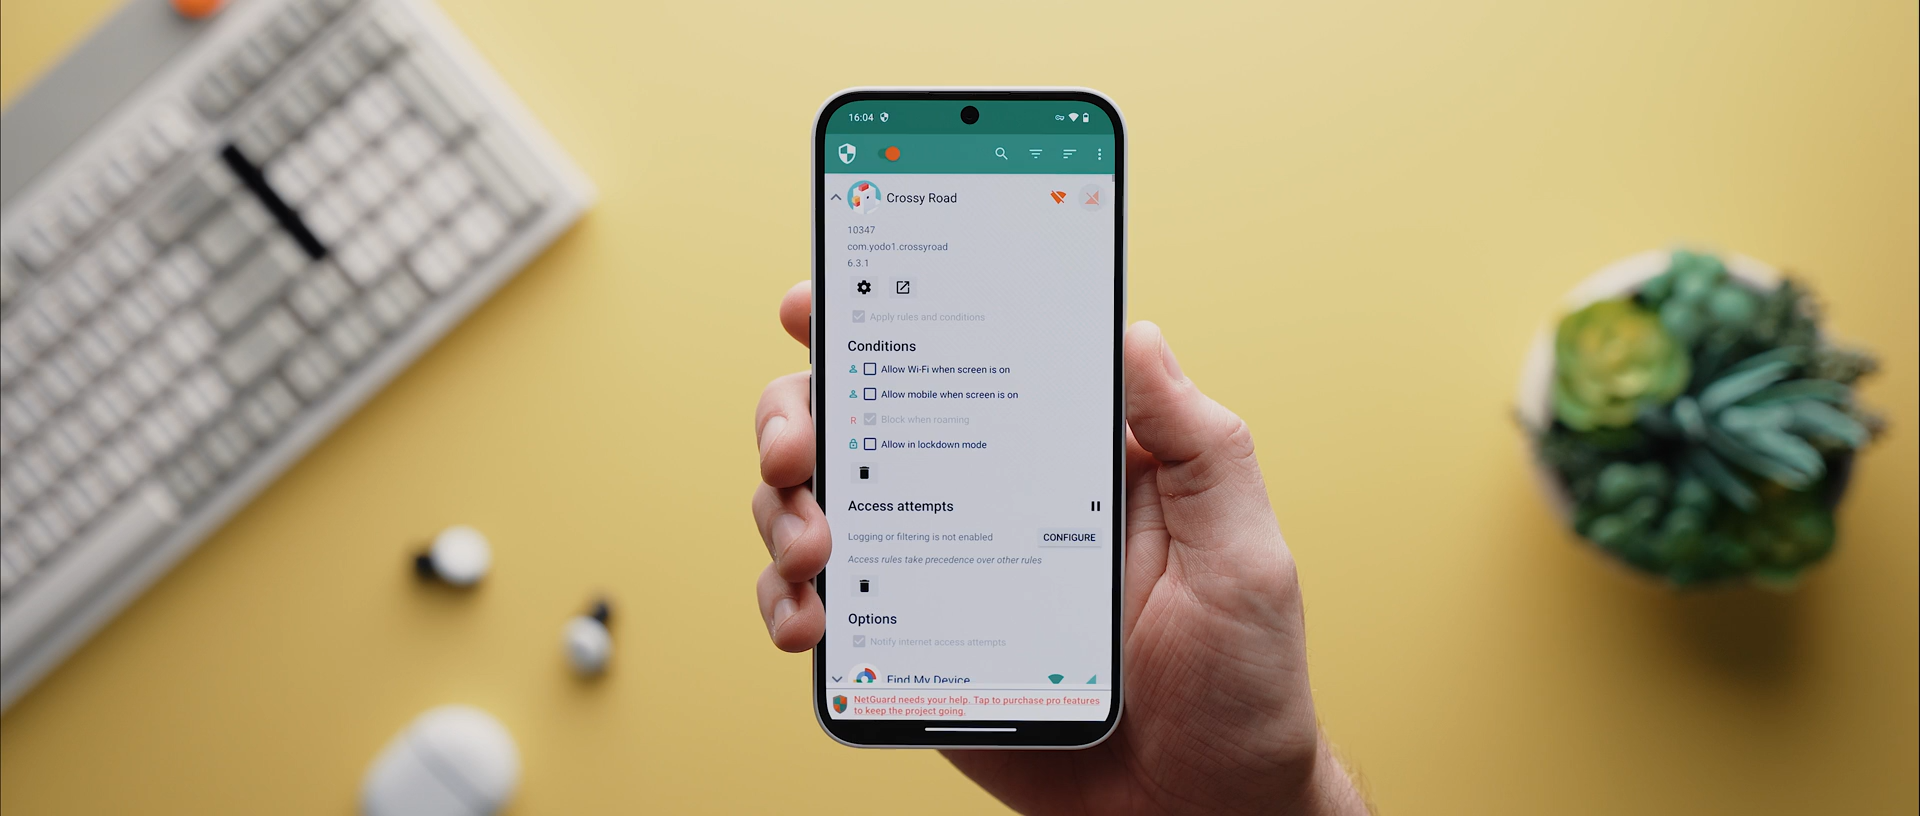 16:04
Crossy Road
10347
com.yodo1.crossyroad
6.3.1
Apply rules and conditions
Conditions
Allow Wi-Fi when screen is on
Allow mobile when screen is on
R Block when roaming
Allow in lockdown mode
Access attempts
Logging or filtering is not enabled CONFIGURE
Access rules take precedence over other rules
Options
Notify internet access attempts
Find My Device
NetGuard needs your help. Tap to purchase pro features
to keep the project going.